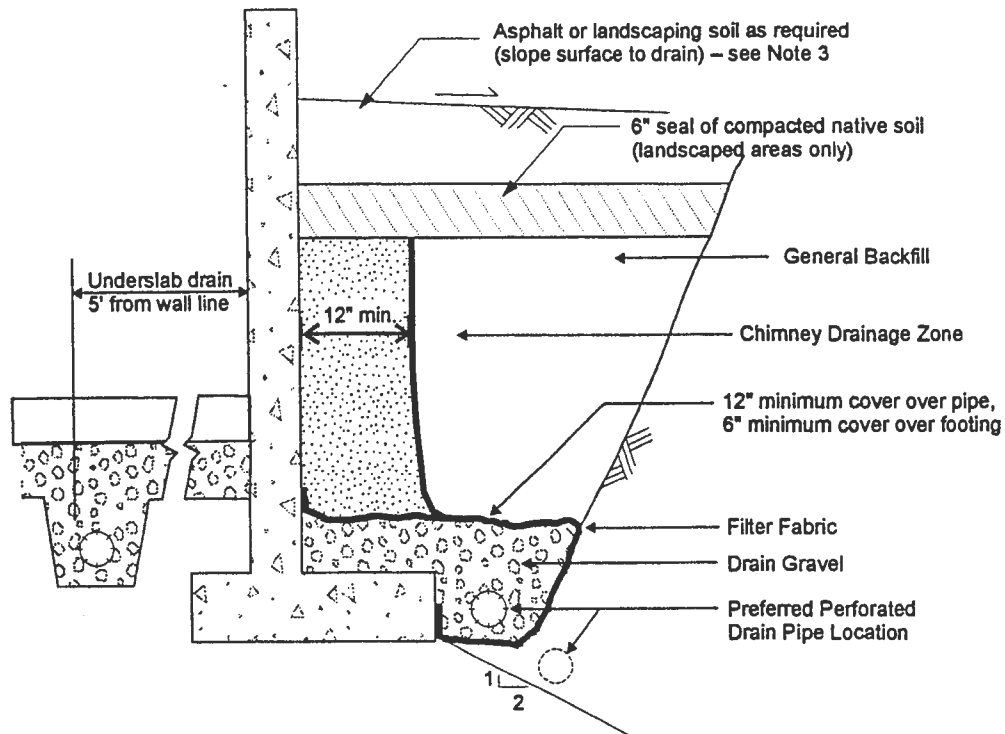 Asphalt or landscaping soil as required
(slope surface to drain) – see Note 3
6" seal of compacted native soil
(landscaped areas only)
General Backfill
Underslab drain
5' from wall line
12" min.
Chimney Drainage Zone
12" minimum cover over pipe,
6" minimum cover over footing
Filter Fabric
Drain Gravel
Preferred Perforated
Drain Pipe Location
1
2